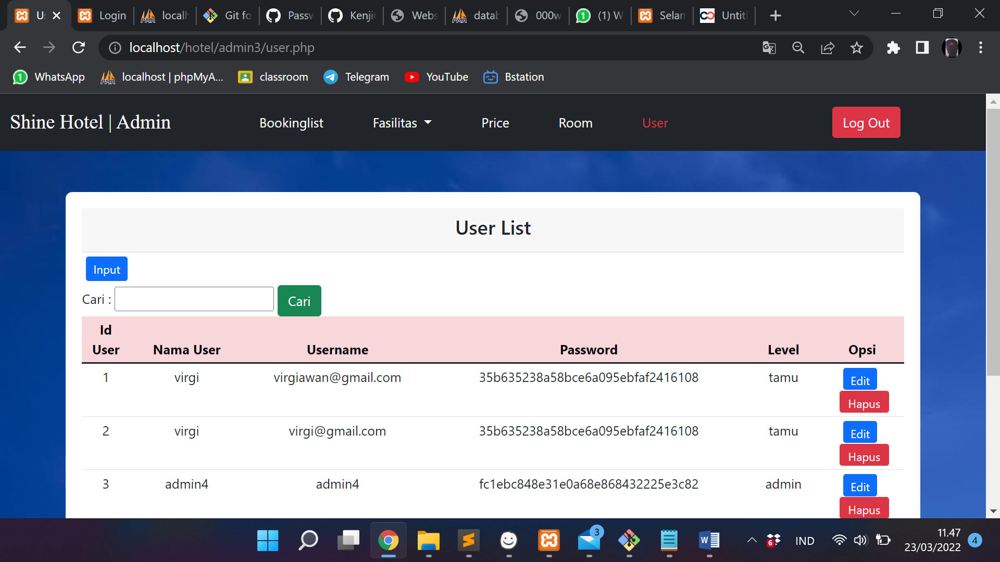 Us
Login
localh
Git fo
Passw
Kenji
Webs
datab
000w
(1) W
Selan
Untitl
localhost/hotel/admin3/user.php
WhatsApp
localhost | phpMyA...
classroom
Telegram
YouTube
Bstation
Shine Hotel | Admin
Bookinglist
Fasilitas
Price
Room
User
Log Out
User List
Input
Cari :
Cari
Id User
Nama User
Username
Password
Level
Opsi
1 virgi virgiawan@gmail.com 35b635238a58bce6a095ebfaf2416108 tamu Edit
Hapus
2 virgi virgi@gmail.com 35b635238a58bce6a095ebfaf2416108 tamu Edit
Hapus
3 admin4 admin4 fc1ebc848e31e0a68e868432225e3c82 admin Edit
Hapus
3
6
IND
11.47
23/03/2022
4